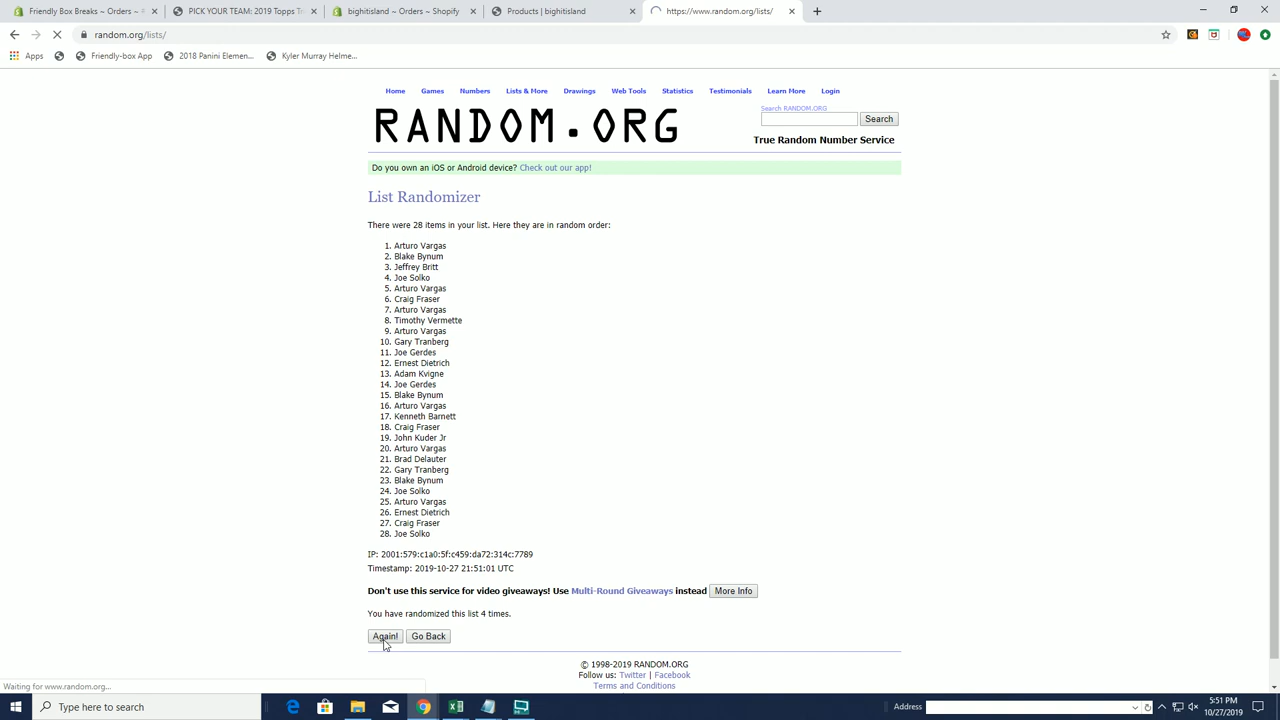 Friendly Box Breaks ~ Orders ~ C
PICK YOUR TEAM: 2019 Topps To
bighitisland ~ Orders ~ Shopify
Products | bigHitIsland
https://www.random.org/lists/
random.org/lists/
Apps
Friendly-box App
2018 Panini Elemen...
Kyler Murray Helme...
Home Games Numbers Lists & More Drawings Web Tools Statistics Testimonials Learn More Login
RANDOM.ORG
Search RANDOM.ORG
Search
True Random Number Service
Do you own an iOS or Android device? Check out our app!
List Randomizer
There were 28 items in your list. Here they are in random order:
1. Arturo Vargas
2. Blake Bynum
3. Jeffrey Britt
4. Joe Solko
5. Arturo Vargas
6. Craig Fraser
7. Arturo Vargas
8. Timothy Vermette
9. Arturo Vargas
10. Gary Tranberg
11. Joe Gerdes
12. Ernest Dietrich
13. Adam Kvigne
14. Joe Gerdes
15. Blake Bynum
16. Arturo Vargas
17. Kenneth Barnett
18. Craig Fraser
19. John Kuder Jr
20. Arturo Vargas
21. Brad Delauter
22. Gary Tranberg
23. Blake Bynum
24. Joe Solko
25. Arturo Vargas
26. Ernest Dietrich
27. Craig Fraser
28. Joe Solko
IP: 2001:579:c1a0:5f:c459:da72:314c:7789
Timestamp: 2019-10-27 21:51:01 UTC
Don't use this service for video giveaways! Use Multi-Round Giveaways instead More Info
You have randomized this list 4 times.
Again! Go Back
© 1998-2019 RANDOM.ORG
Follow us: Twitter | Facebook
Terms and Conditions
Waiting for www.random.org...
Type here to search
Address
5:51 PM
10/27/2019